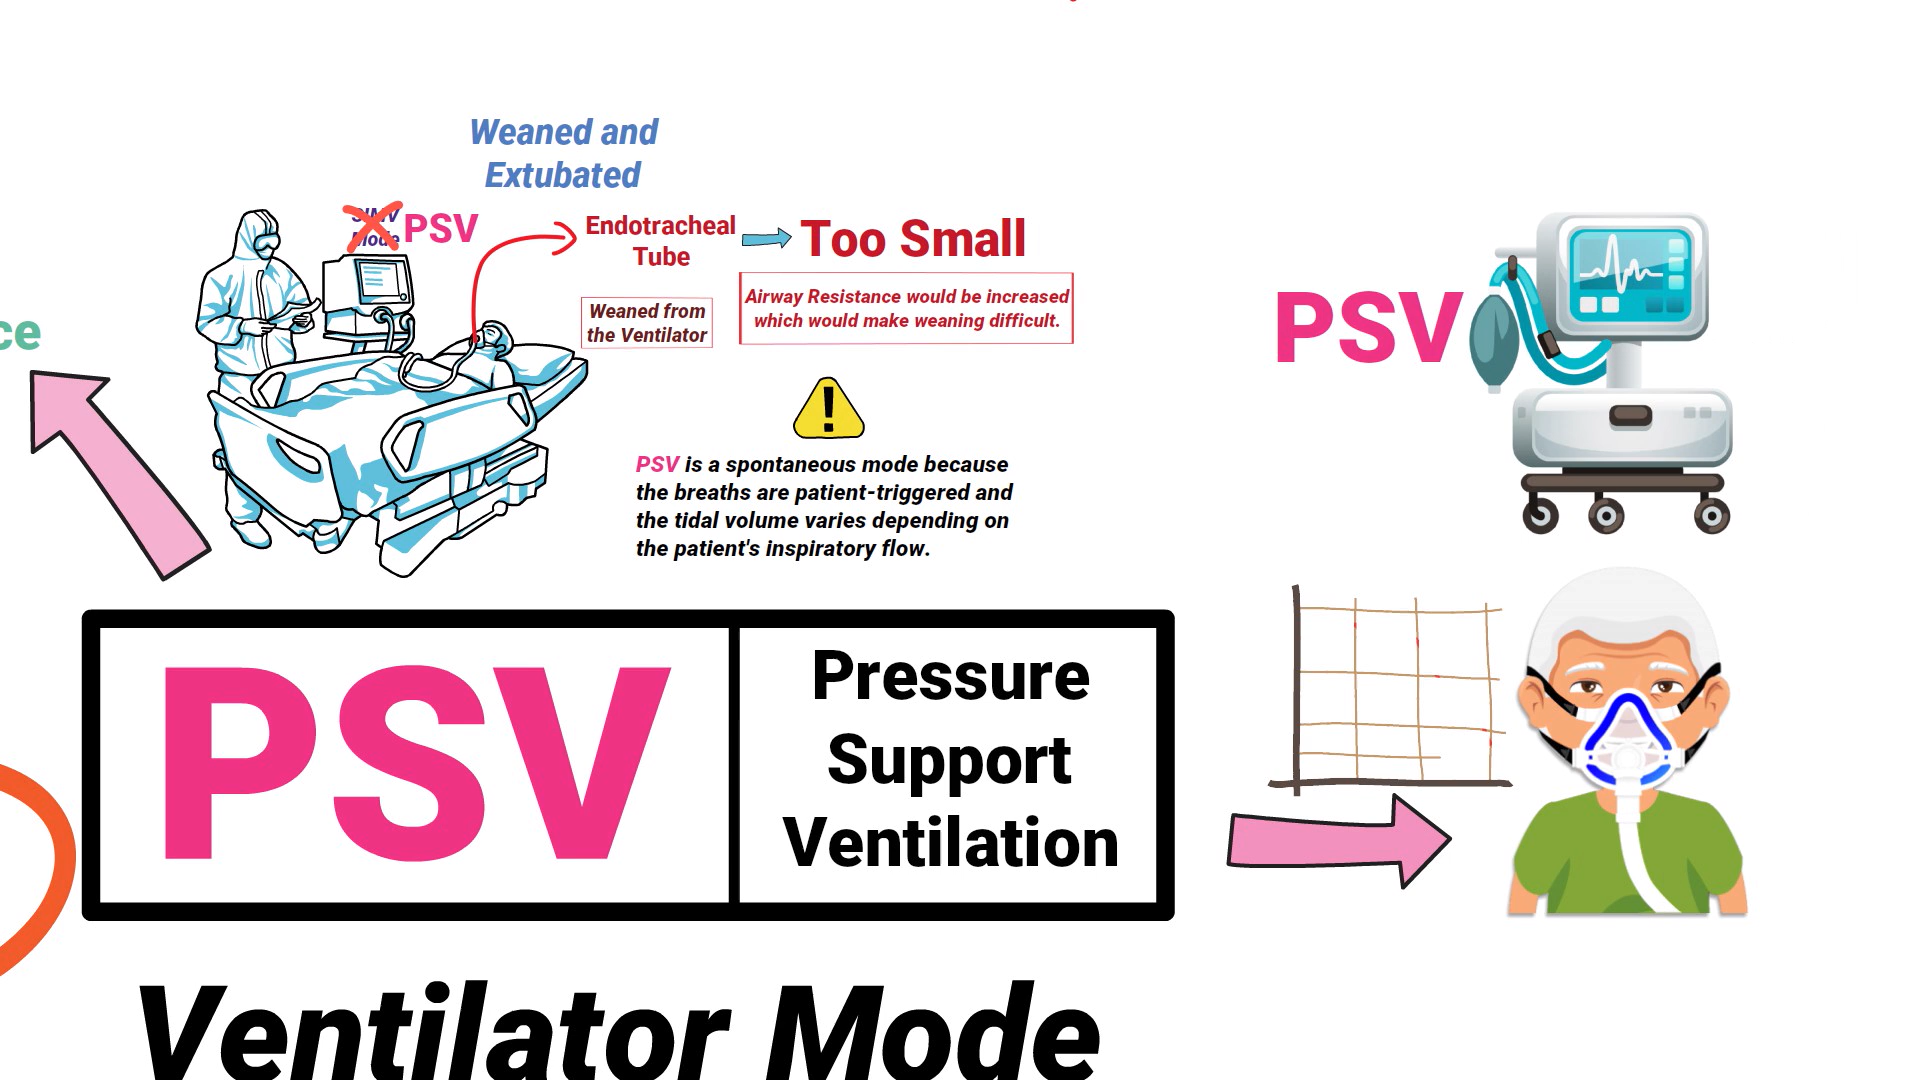 Weaned and
Extubated
SIMV
Mode
PSV
Endotracheal
Tube
Too Small
Weaned from
the Ventilator
Airway Resistance would be increased
which would make weaning difficult.
ce
PSV
PSV is a spontaneous mode because
the breaths are patient-triggered and
the tidal volume varies depending on
the patient's inspiratory flow.
PSV
Pressure
Support
Ventilation
Ventilator Mode